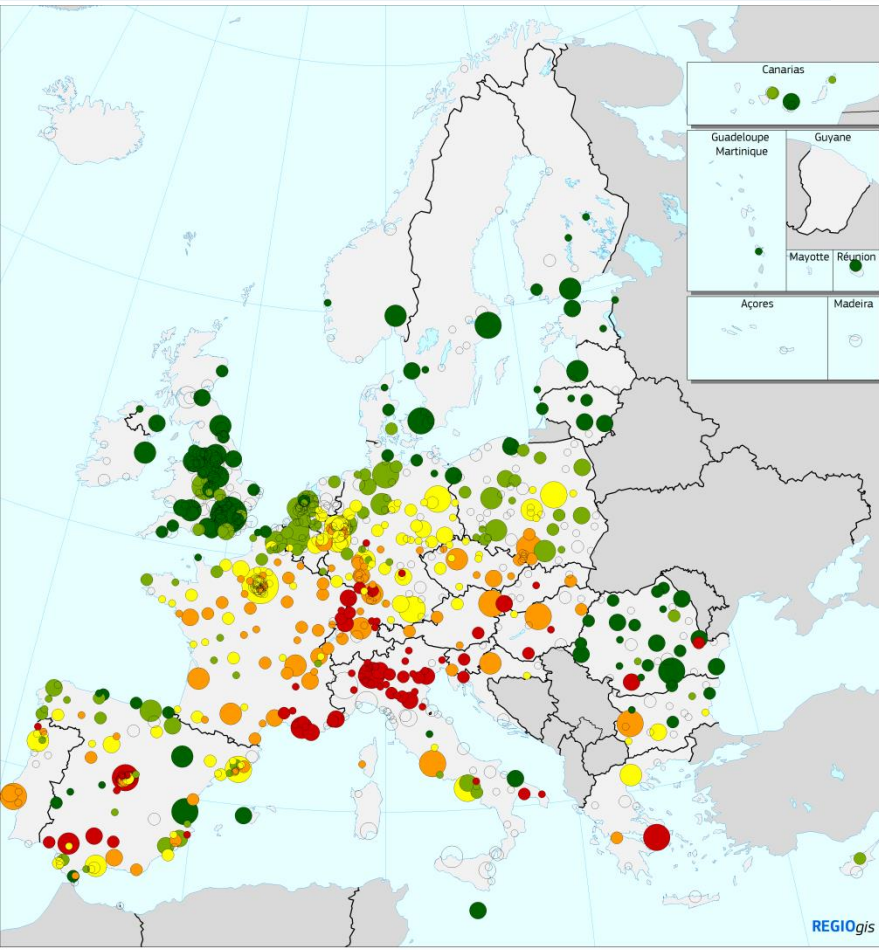 Canarias
Guadeloupe
Martinique
Guyane
Mayotte
Réunion
Açores
Madeira
REGIOgis